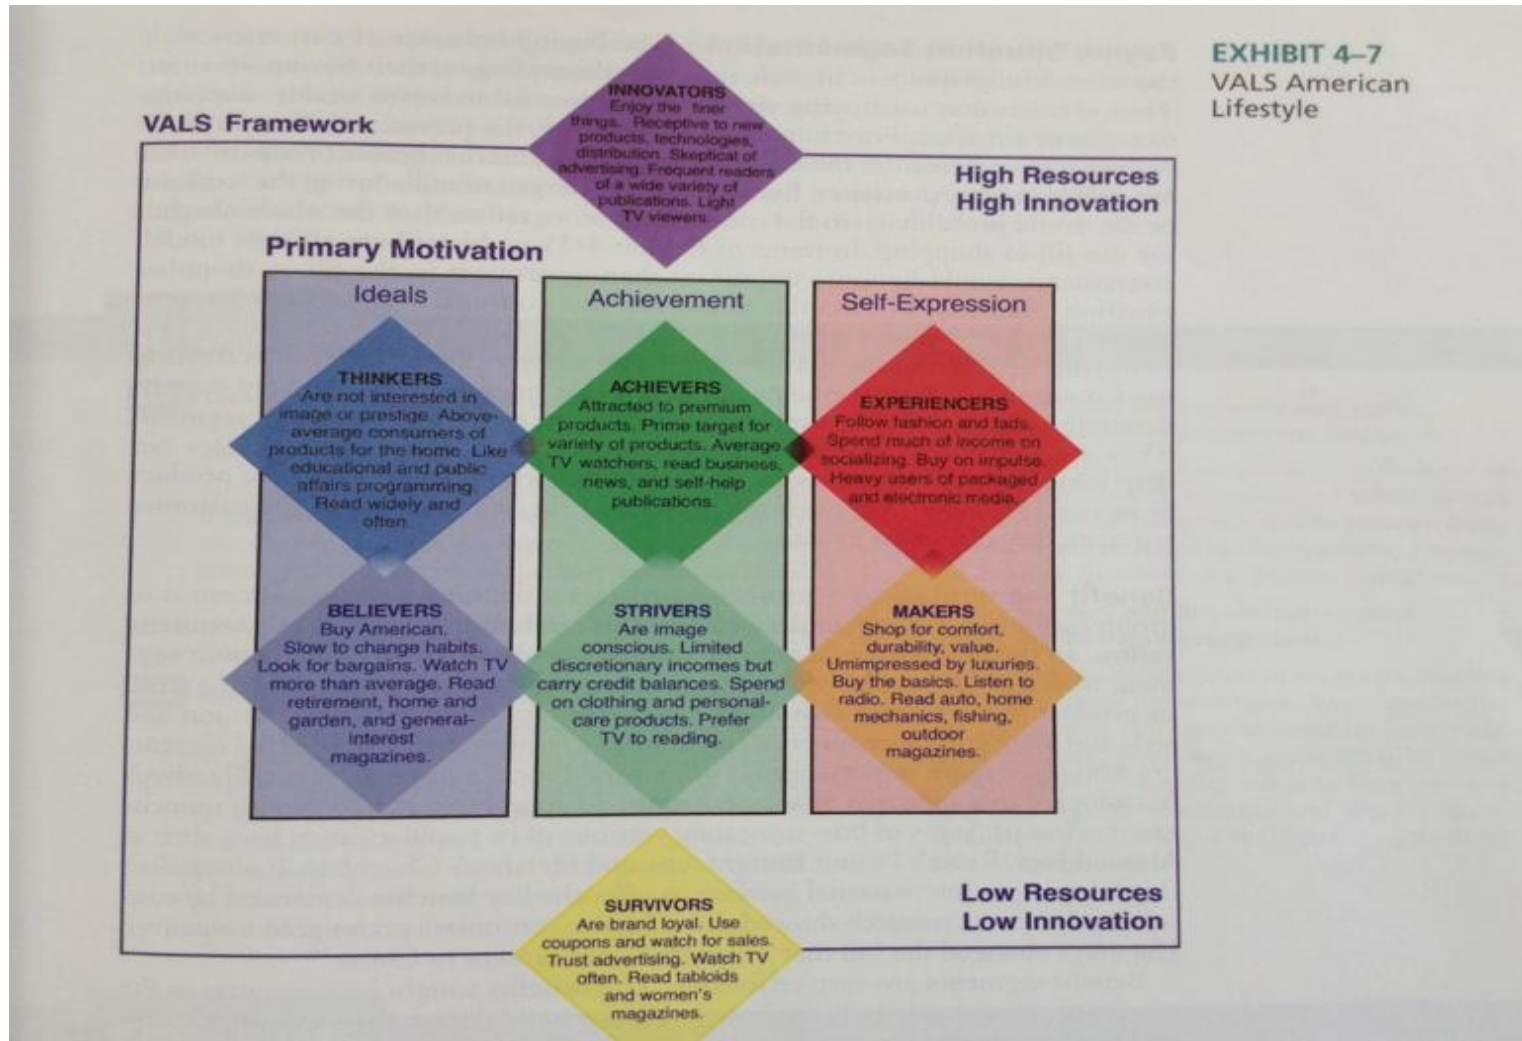 EXHIBIT 4–7
VALS American
Lifestyle
VALS Framework
INNOVATORS
Enjoy the finer
things. Receptive to new
products, technologies,
distribution. Skeptical of
advertising. Frequent readers
of a wide variety of
publications. Light
TV viewers.
High Resources
High Innovation
Primary Motivation
Ideals
Achievement
Self-Expression
THINKERS
Are not interested in
image or prestige. Above-
average consumers of
products for the home. Like
educational and public
affairs programming.
Read widely and
often.
ACHIEVERS
Attracted to premium
products. Prime target for
variety of products. Average
TV watchers, read business,
news, and self-help
publications.
EXPERIENCERS
Follow fashion and fads.
Spend much of income on
socializing. Buy on impulse.
Heavy users of packaged
and electronic media.
BELIEVERS
Buy American.
Slow to change habits.
Look for bargains. Watch TV
more than average. Read
retirement, home and
garden, and general-
interest
magazines.
STRIVERS
Are image
conscious. Limited
discretionary incomes but
carry credit balances. Spend
on clothing and personal-
care products. Prefer
TV to reading.
MAKERS
Shop for comfort,
durability, value.
Umimpressed by luxuries.
Buy the basics. Listen to
radio. Read auto, home
mechanics, fishing,
outdoor
magazines.
Low Resources
Low Innovation
SURVIVORS
Are brand loyal. Use
coupons and watch for sales.
Trust advertising. Watch TV
often. Read tabloids
and women's
magazines.